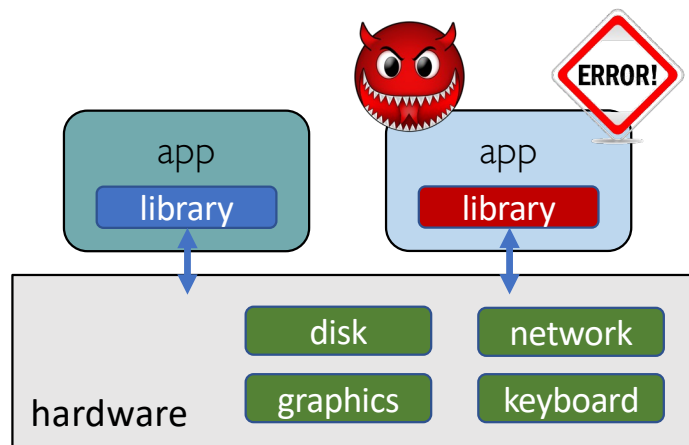 ERROR!
app
app
library
library
disk
network
graphics
keyboard
hardware